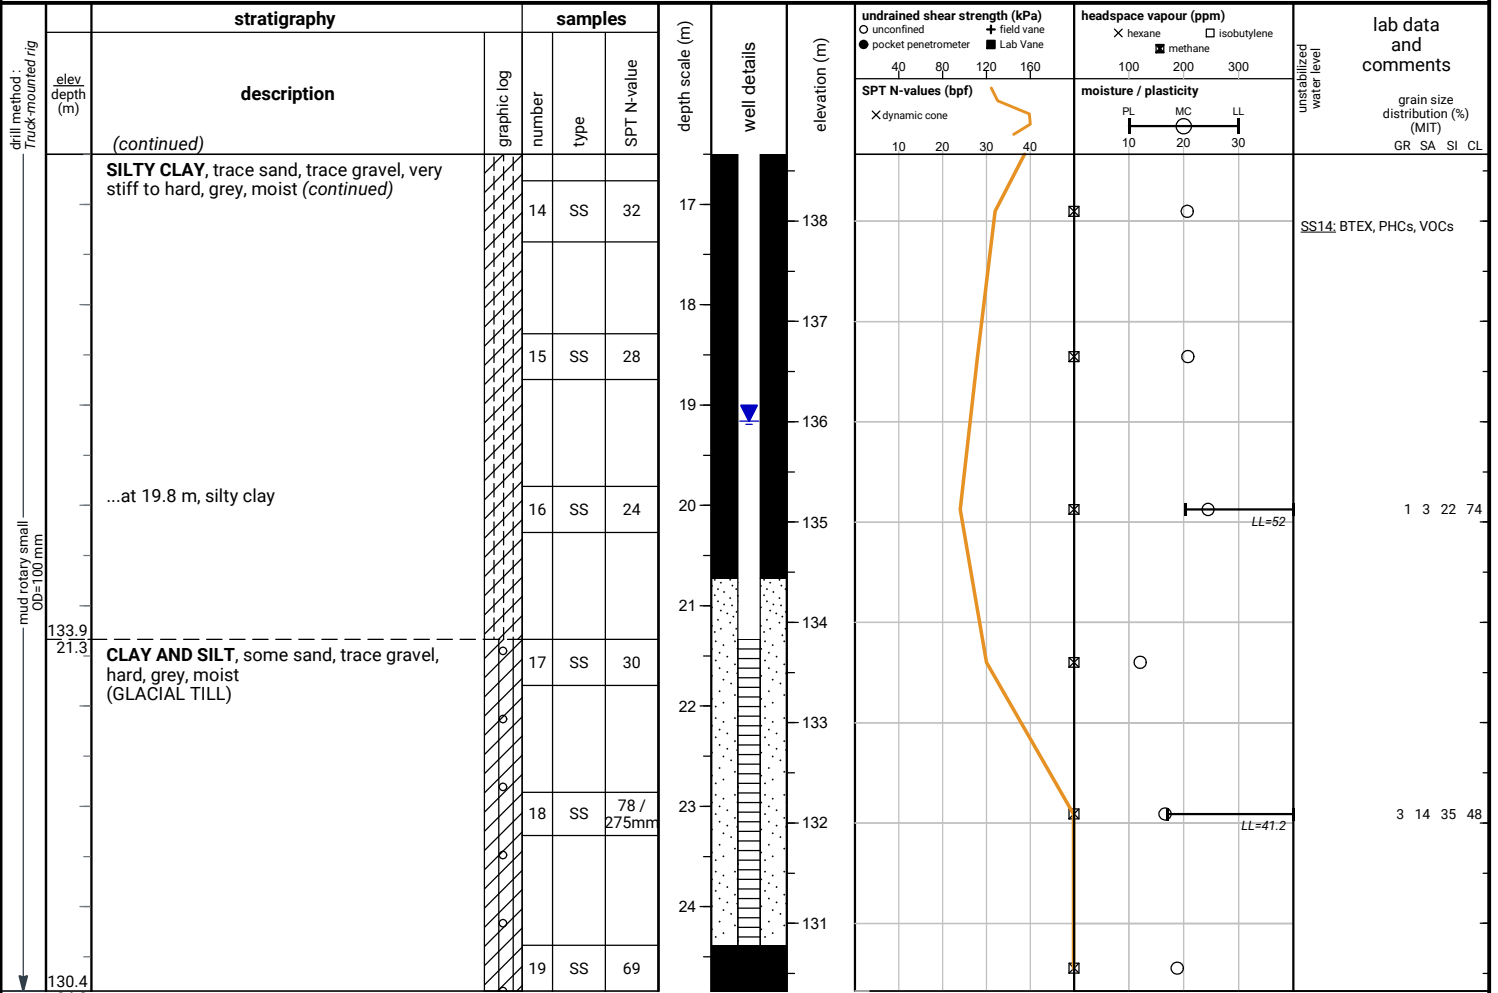 drill method :
Truck-mounted rig
mud rotary small
OD=100 mm
stratigraphy
elev
depth
(m)
description
(continued)
graphic log
samples
number
type
SPT N-value
depth scale (m)
well details
elevation (m)
undrained shear strength (kPa)
unconfined
field vane
pocket penetrometer
Lab Vane
40 80 120 160
SPT N-values (bpf)
dynamic cone
10 20 30 40
headspace vapour (ppm)
hexane
isobutylene
methane
100 200 300
moisture / plasticity
PL MC LL
10 20 30
unstabilized
water level
lab data
and
comments
grain size
distribution (%)
(MIT)
GR SA SI CL
SILTY CLAY, trace sand, trace gravel, very
stiff to hard, grey, moist (continued)
14 SS 32
17
138
SS14: BTEX, PHCs, VOCs
18
137
15 SS 28
19
136
...at 19.8 m, silty clay
16 SS 24
20
135
LL=52
1 3 22 74
21
134
133.9
21.3
CLAY AND SILT, some sand, trace gravel,
hard, grey, moist
(GLACIAL TILL)
17 SS 30
22
133
18 SS 78 /
275mm
23
132
LL=41.2
3 14 35 48
24
131
19 SS 69
130.4